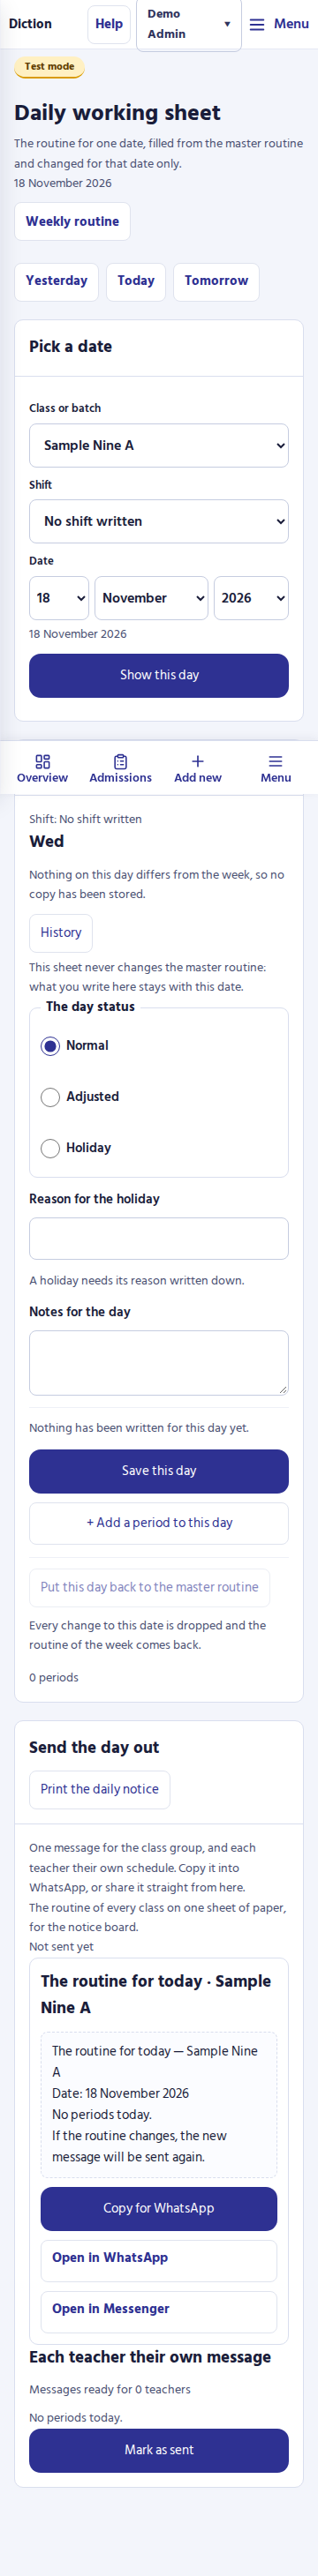 Diction
Help
Demo
Admin
Menu
Test mode
Daily working sheet
The routine for one date, filled from the master routine
and changed for that date only.
18 November 2026
Weekly routine
Yesterday
Today
Tomorrow
Pick a date
Class or batch
Sample Nine A
Shift
No shift written
Date
18
November
2026
18 November 2026
Show this day
Overview
Admissions
Add new
Menu
Shift: No shift written
Wed
Nothing on this day differs from the week, so no
copy has been stored.
History
This sheet never changes the master routine:
what you write here stays with this date.
The day status
Normal
Adjusted
Holiday
Reason for the holiday
A holiday needs its reason written down.
Notes for the day
Nothing has been written for this day yet.
Save this day
+ Add a period to this day
Put this day back to the master routine
Every change to this date is dropped and the
routine of the week comes back.
0 periods
Send the day out
Print the daily notice
One message for the class group, and each
teacher their own schedule. Copy it into
WhatsApp, or share it straight from here.
The routine of every class on one sheet of paper,
for the notice board.
Not sent yet
The routine for today · Sample
Nine A
The routine for today — Sample Nine
A
Date: 18 November 2026
No periods today.
If the routine changes, the new
message will be sent again.
Copy for WhatsApp
Open in WhatsApp
Open in Messenger
Each teacher their own message
Messages ready for 0 teachers
No periods today.
Mark as sent